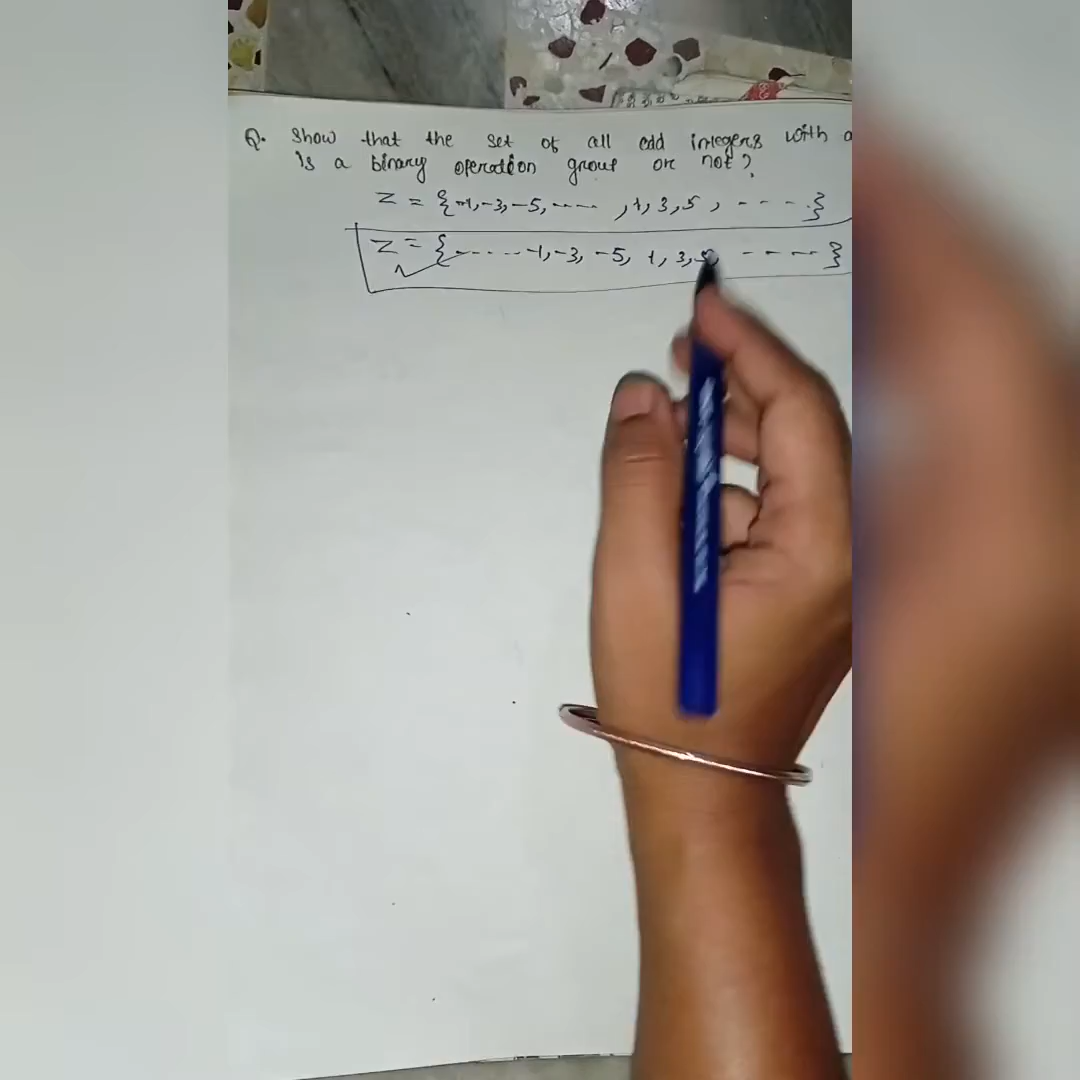 Q. Show that the set of all odd integers with a
is a binary operation group or not?
Z = {-1, -3, -5, ---- , 1, 3, 5, - - - - .}
Z = {- - - - . -1, -3, -5, 1, 3, 5, - - - - }